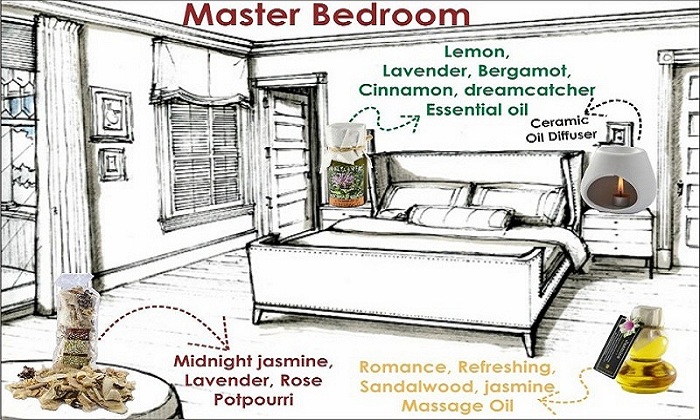 Master Bedroom
Lemon,
Lavender, Bergamot,
Cinnamon, dreamcatcher
Essential oil
Ceramic
Oil Diffuser
Midnight jasmine,
Lavender, Rose
Potpourri
Romance, Refreshing,
Sandalwood, jasmine
Massage Oil